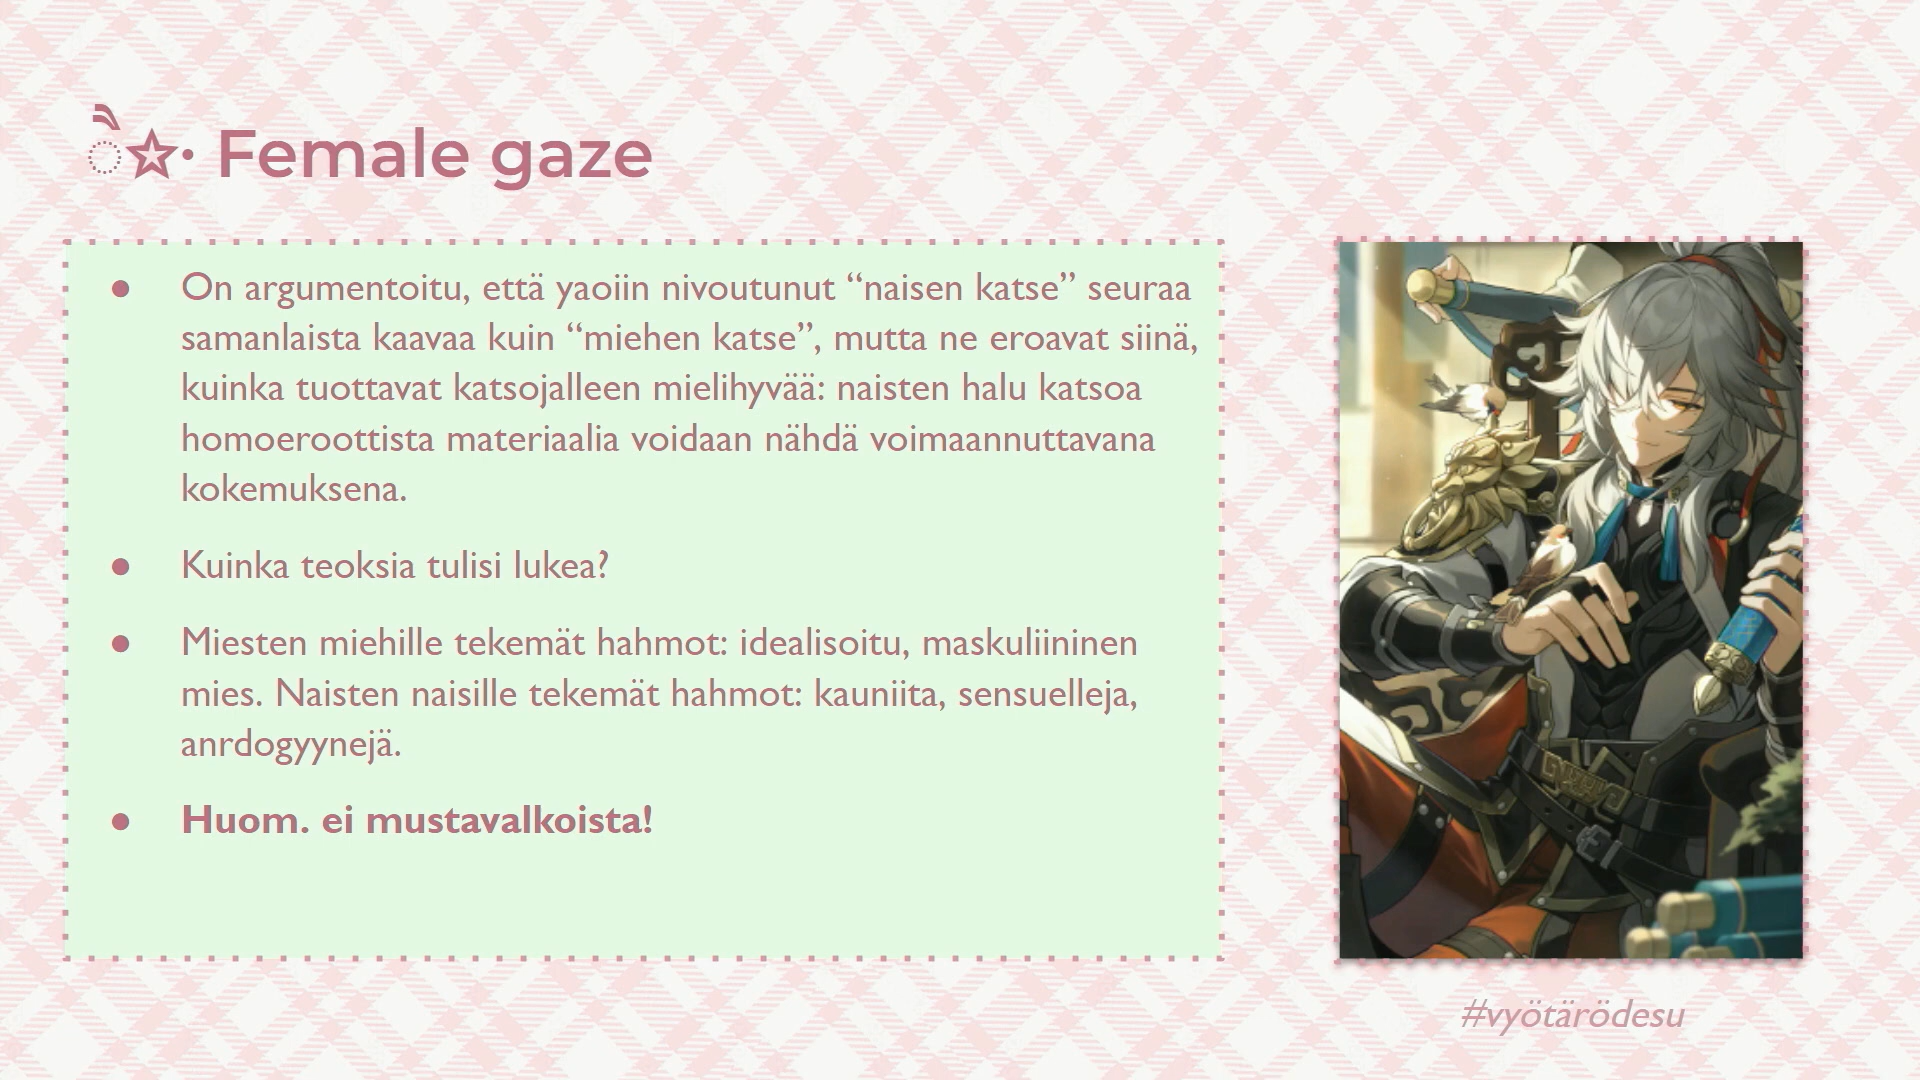 ੈ☆‧ Female gaze
● On argumentoitu, että yaoiin nivoutunut “naisen katse” seuraa
samanlaista kaavaa kuin “miehen katse”, mutta ne eroavat siinä,
kuinka tuottavat katsojalleen mielihyvää: naisten halu katsoa
homoeroottista materiaalia voidaan nähdä voimaannuttavana
kokemuksena.
● Kuinka teoksia tulisi lukea?
● Miesten miehille tekemät hahmot: idealisoitu, maskuliininen
mies. Naisten naisille tekemät hahmot: kauniita, sensuelleja,
anrdogyynejä.
● Huom. ei mustavalkoista!
#vyötärödesu